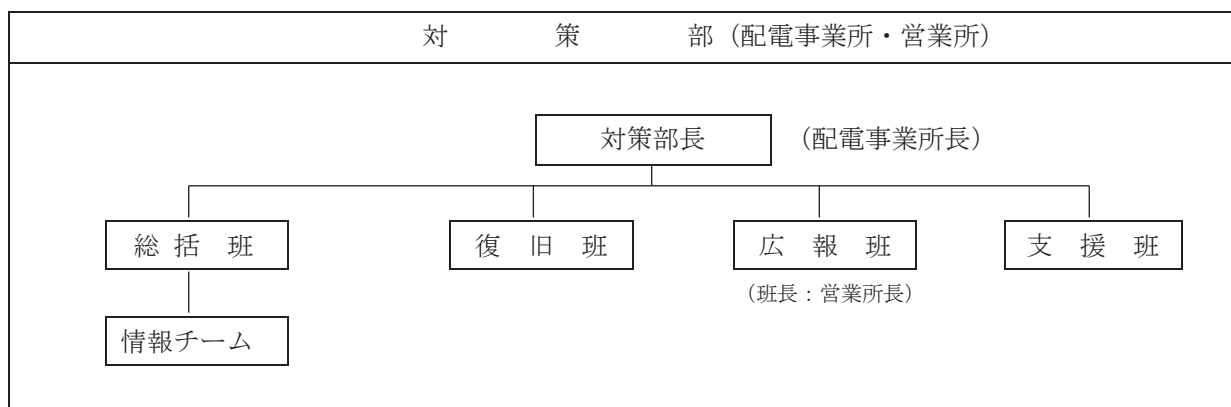 対　策　部（配電事業所・営業所）
対策部長　（配電事業所長）
総括班　復旧班　広報班　支援班
（班長：営業所長）
情報チーム